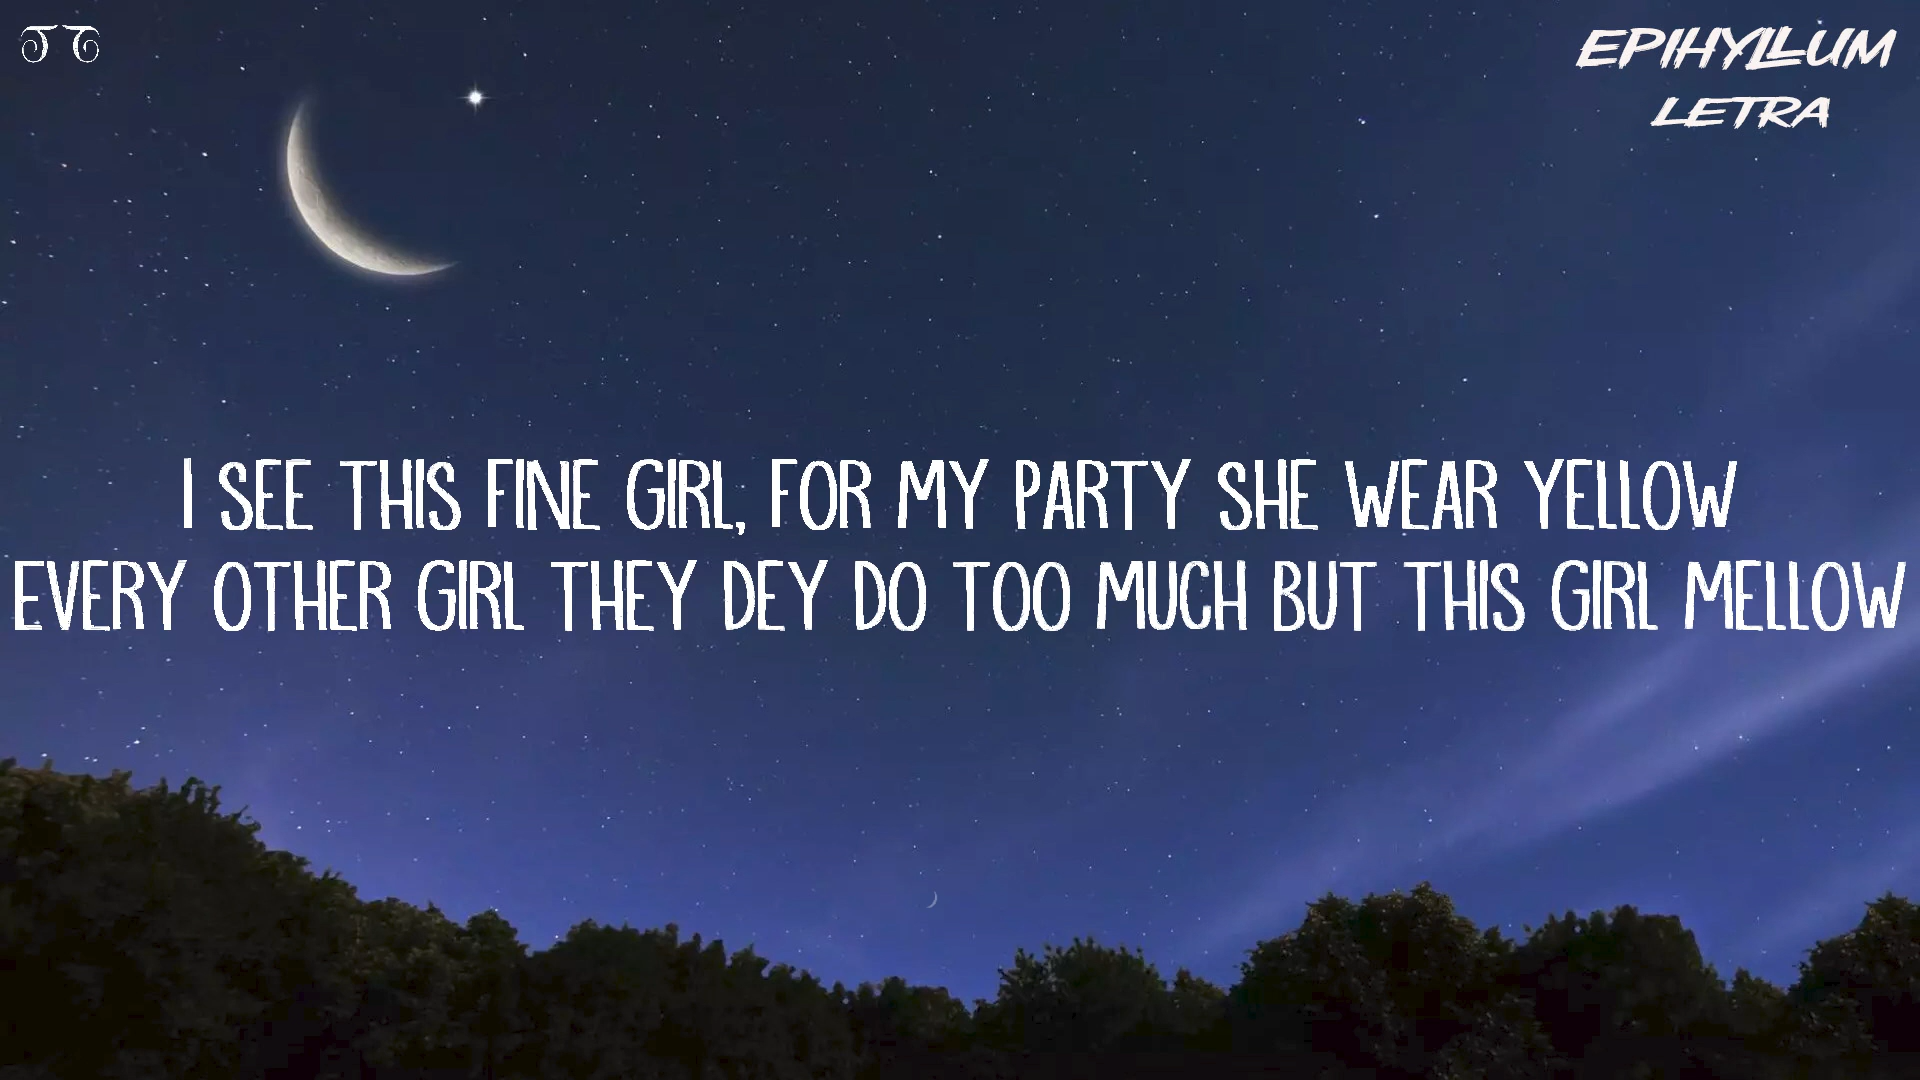 EPIHYLLUM
LETRA
I SEE THIS FINE GIRL, FOR MY PARTY SHE WEAR YELLOW
EVERY OTHER GIRL THEY DEY DO TOO MUCH BUT THIS GIRL MELLOW